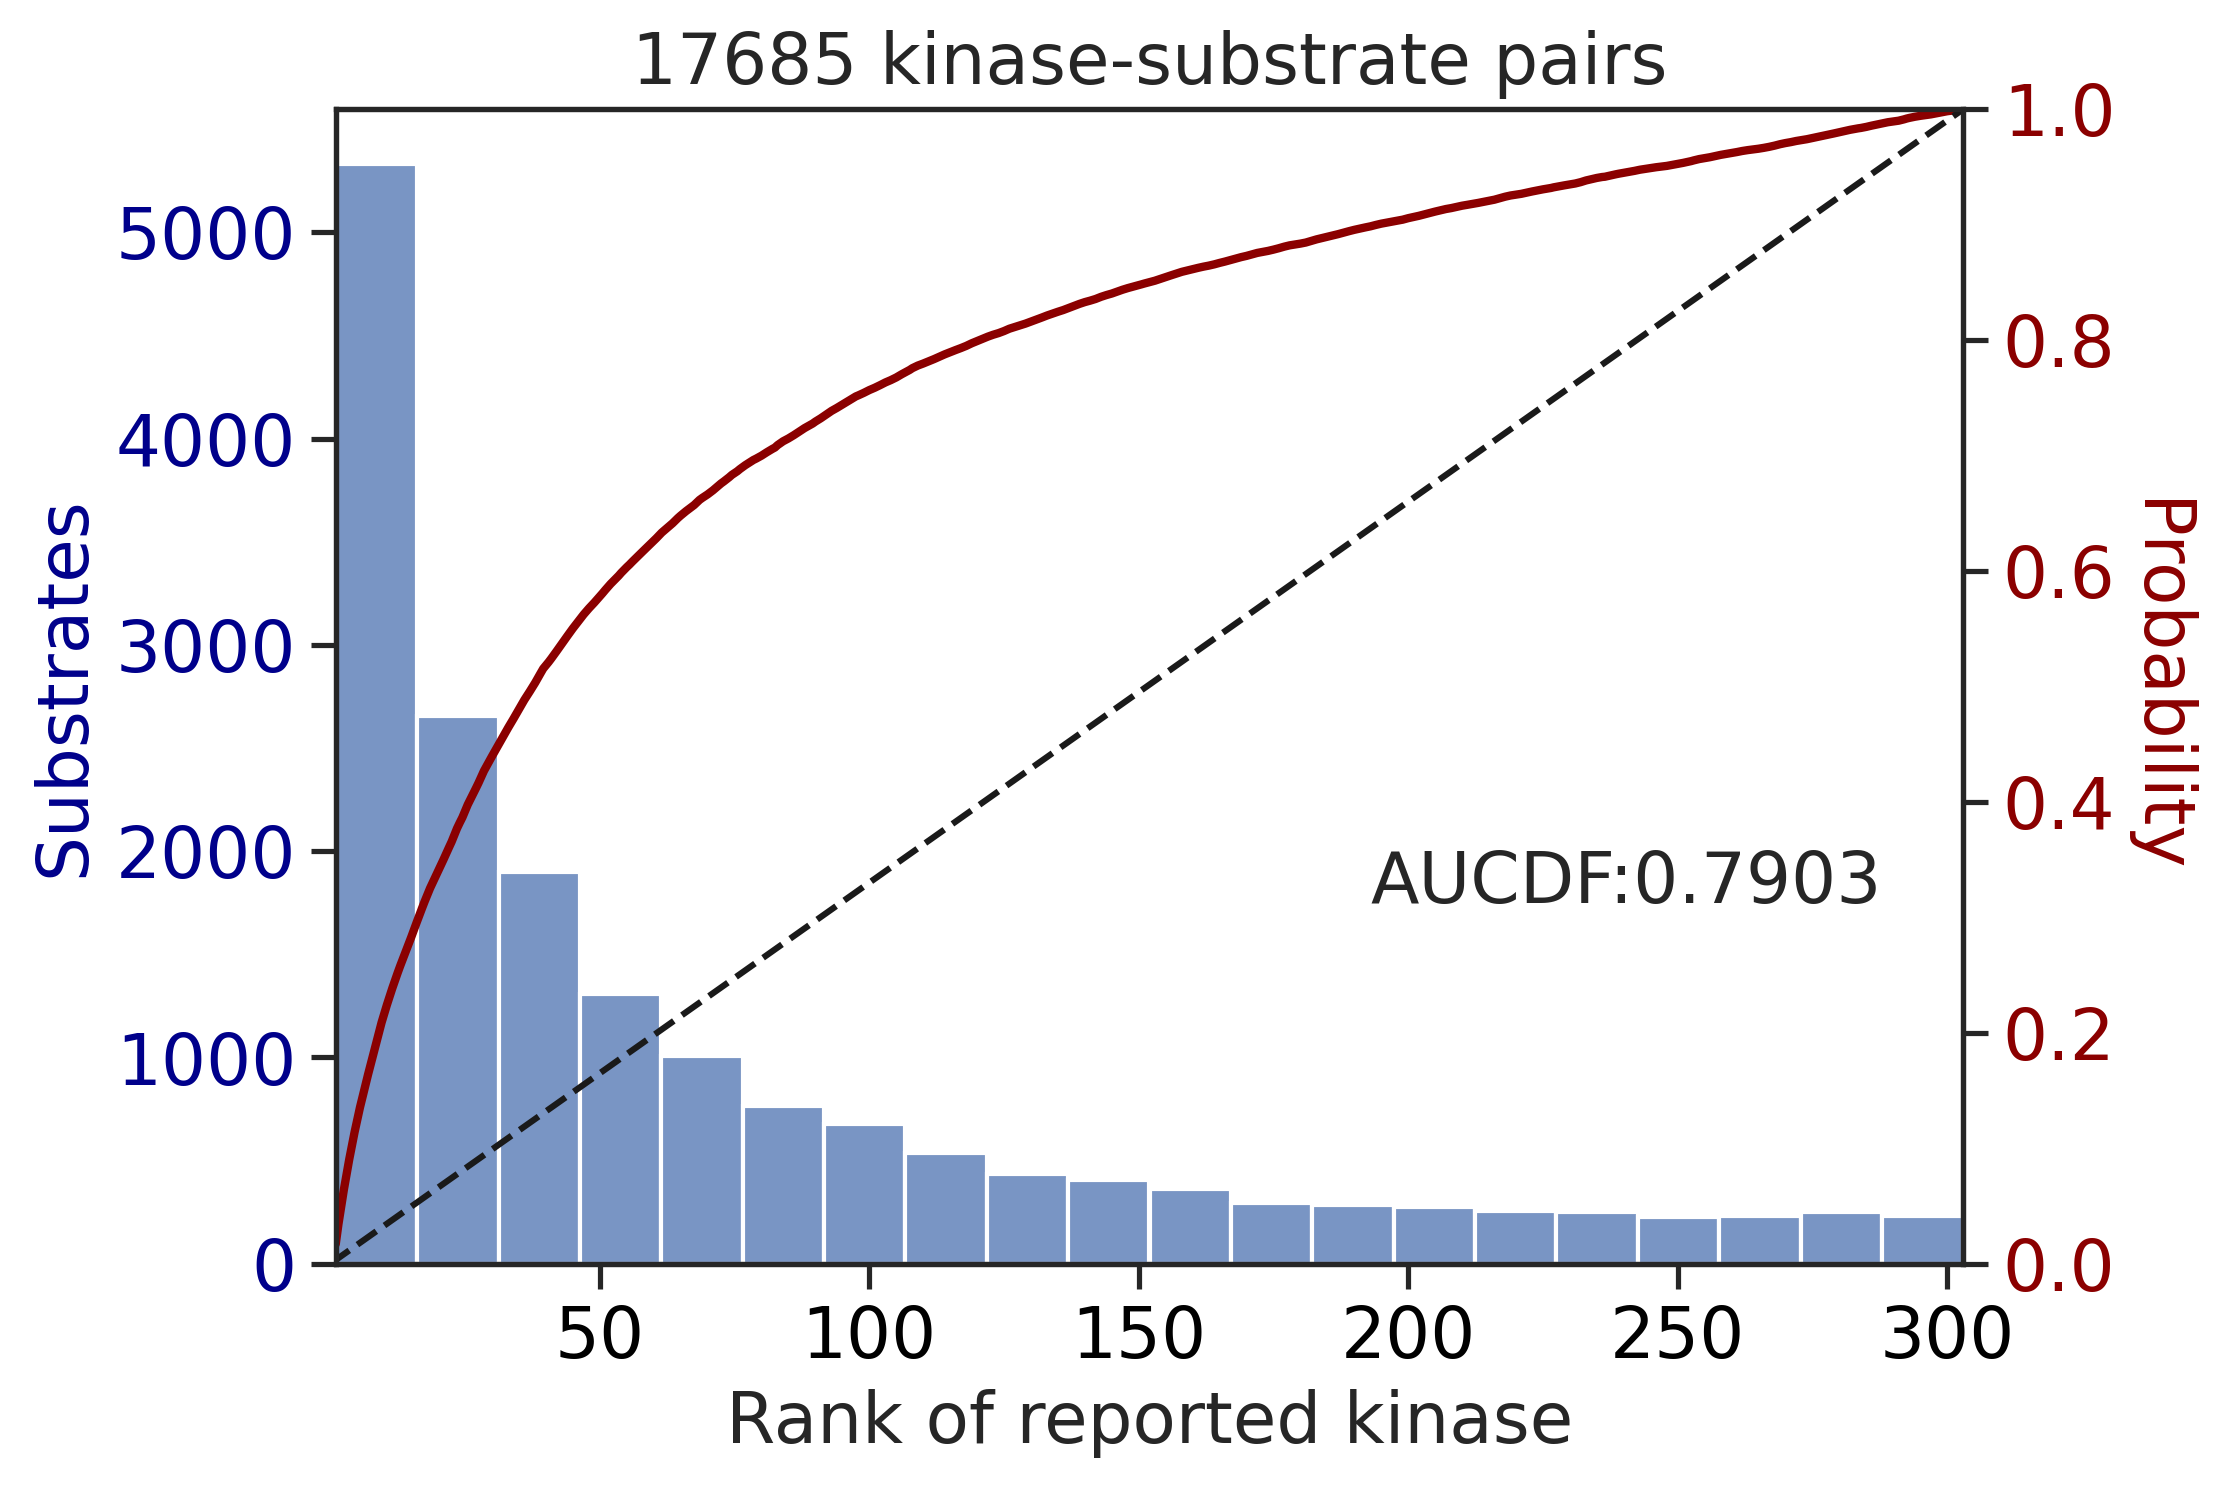 17685 kinase-substrate pairs
Substrates
5000
4000
3000
2000
1000
0
1.0
0.8
0.6
0.4
0.2
0.0
Probability
AUCDF:0.7903
50 100 150 200 250 300
Rank of reported kinase